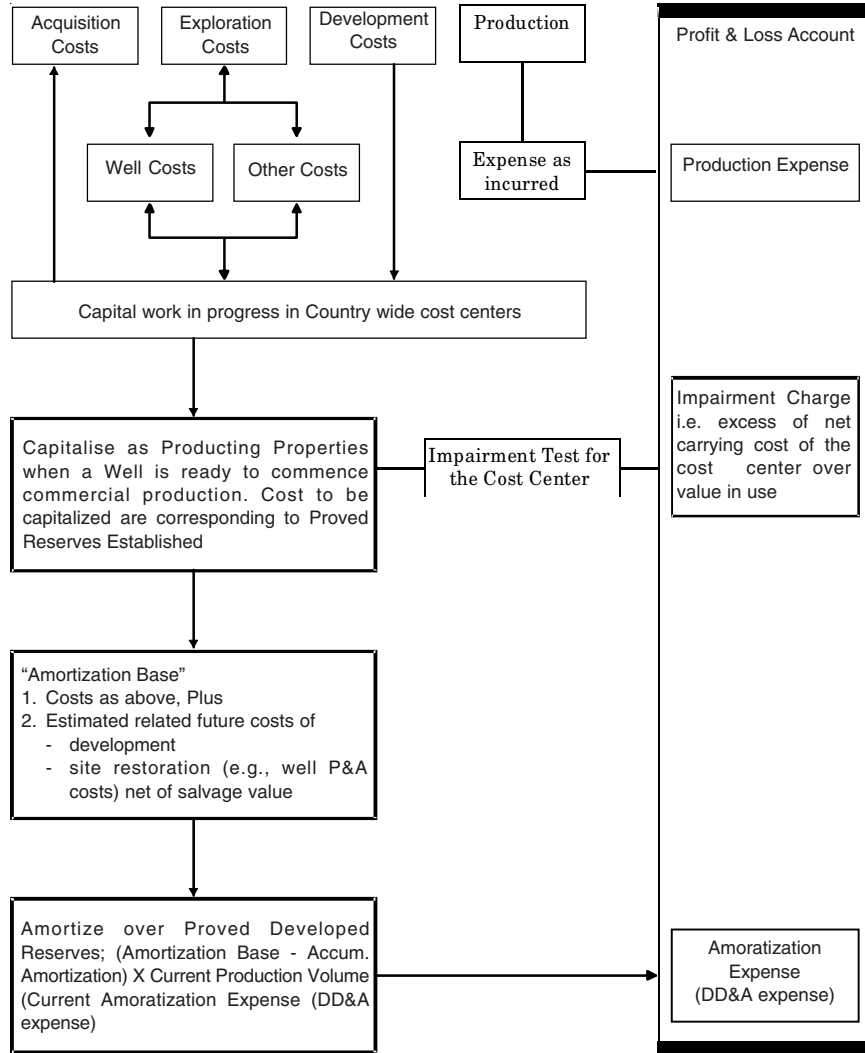 Acquisition
Costs
Exploration
Costs
Development
Costs
Production
Profit & Loss Account
Well Costs
Other Costs
Expense as
incurred
Production Expense
Capital work in progress in Country wide cost centers
Capitalise as Producting Properties
when a Well is ready to commence
commercial production. Cost to be
capitalized are corresponding to Proved
Reserves Established
Impairment Test for
the Cost Center
Impairment Charge
i.e. excess of net
carrying cost of the
cost center over
value in use
“Amortization Base”
1. Costs as above, Plus
2. Estimated related future costs of
- development
- site restoration (e.g., well P&A
costs) net of salvage value
Amortize over Proved Developed
Reserves; (Amortization Base - Accum.
Amortization) X Current Production Volume
(Current Amoratization Expense (DD&A
expense)
Amoratization
Expense
(DD&A expense)